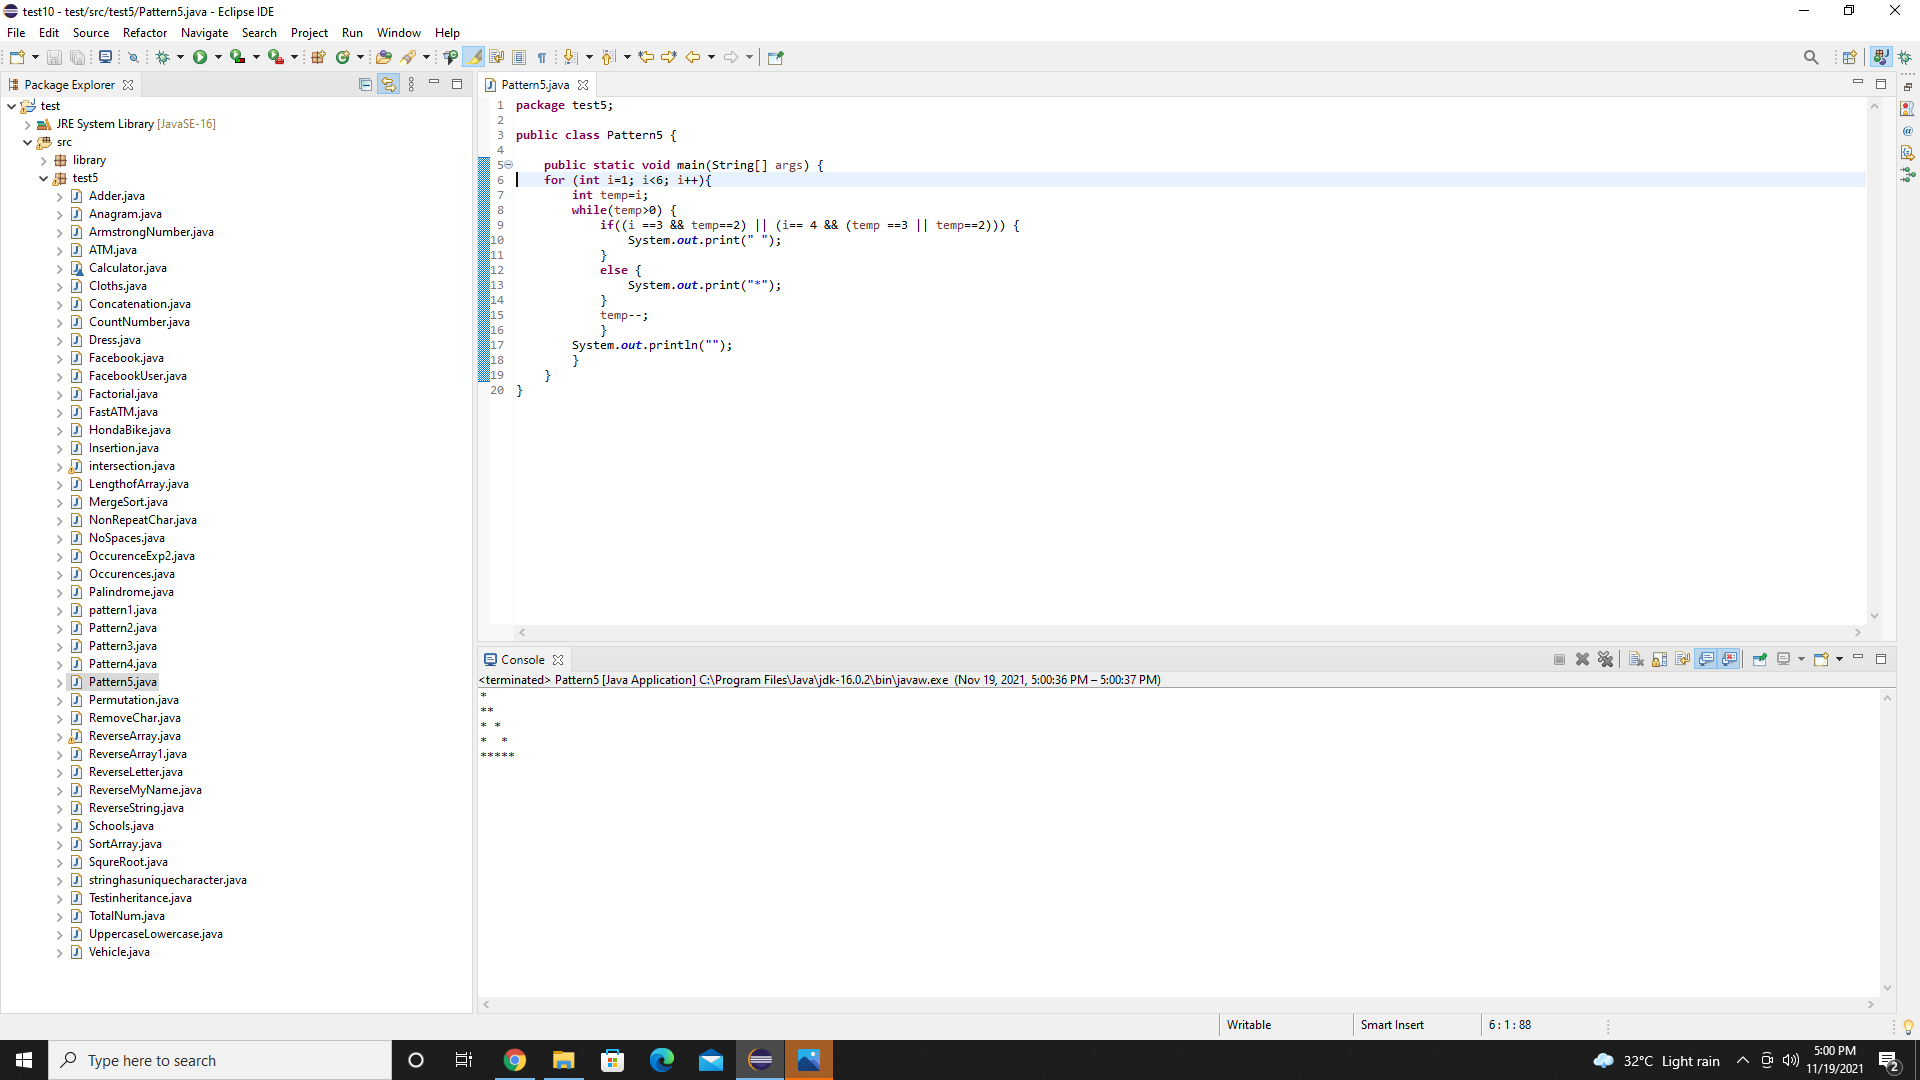 test10 - test/src/test5/Pattern5.java - Eclipse IDE
File Edit Source Refactor Navigate Search Project Run Window Help
Package Explorer
test
JRE System Library [JavaSE-16]
src
library
test5
Adder.java
Anagram.java
ArmstrongNumber.java
ATM.java
Calculator.java
Cloths.java
Concatenation.java
CountNumber.java
Dress.java
Facebook.java
FacebookUser.java
Factorial.java
FastATM.java
HondaBike.java
Insertion.java
intersection.java
LengthofArray.java
MergeSort.java
NonRepeatChar.java
NoSpaces.java
OccurenceExp2.java
Occurences.java
Palindrome.java
pattern1.java
Pattern2.java
Pattern3.java
Pattern4.java
Pattern5.java
Permutation.java
RemoveChar.java
ReverseArray.java
ReverseArray1.java
ReverseLetter.java
ReverseMyName.java
ReverseString.java
Schools.java
SortArray.java
SqureRoot.java
stringhasuniquecharacter.java
Testinheritance.java
TotalNum.java
UppercaseLowercase.java
Vehicle.java
Pattern5.java
1 package test5;
2
3 public class Pattern5 {
4
5 public static void main(String[] args) {
6 for (int i=1; i<6; i++){
7 int temp=i;
8 while(temp>0) {
9 if((i ==3 && temp==2) || (i== 4 && (temp ==3 || temp==2))) {
10 System.out.print(" ");
11 }
12 else {
13 System.out.print("*");
14 }
15 temp--;
16 }
17 System.out.println("");
18 }
19 }
20 }
Console
<terminated> Pattern5 [Java Application] C:\Program Files\Java\jdk-16.0.2\bin\javaw.exe (Nov 19, 2021, 5:00:36 PM – 5:00:37 PM)
*
**
* *
*  *
*****
Writable
Smart Insert
6 : 1 : 88
Type here to search
32°C Light rain
5:00 PM
11/19/2021
2